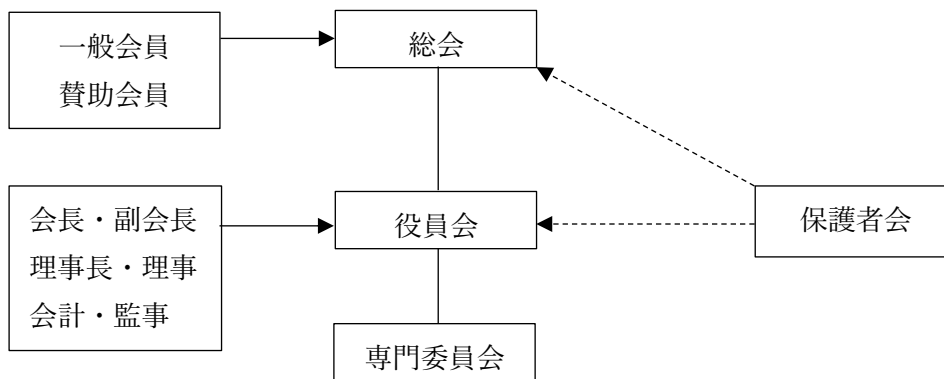 一般会員
賛助会員
総会
会長・副会長
理事長・理事
会計・監事
役員会
保護者会
専門委員会